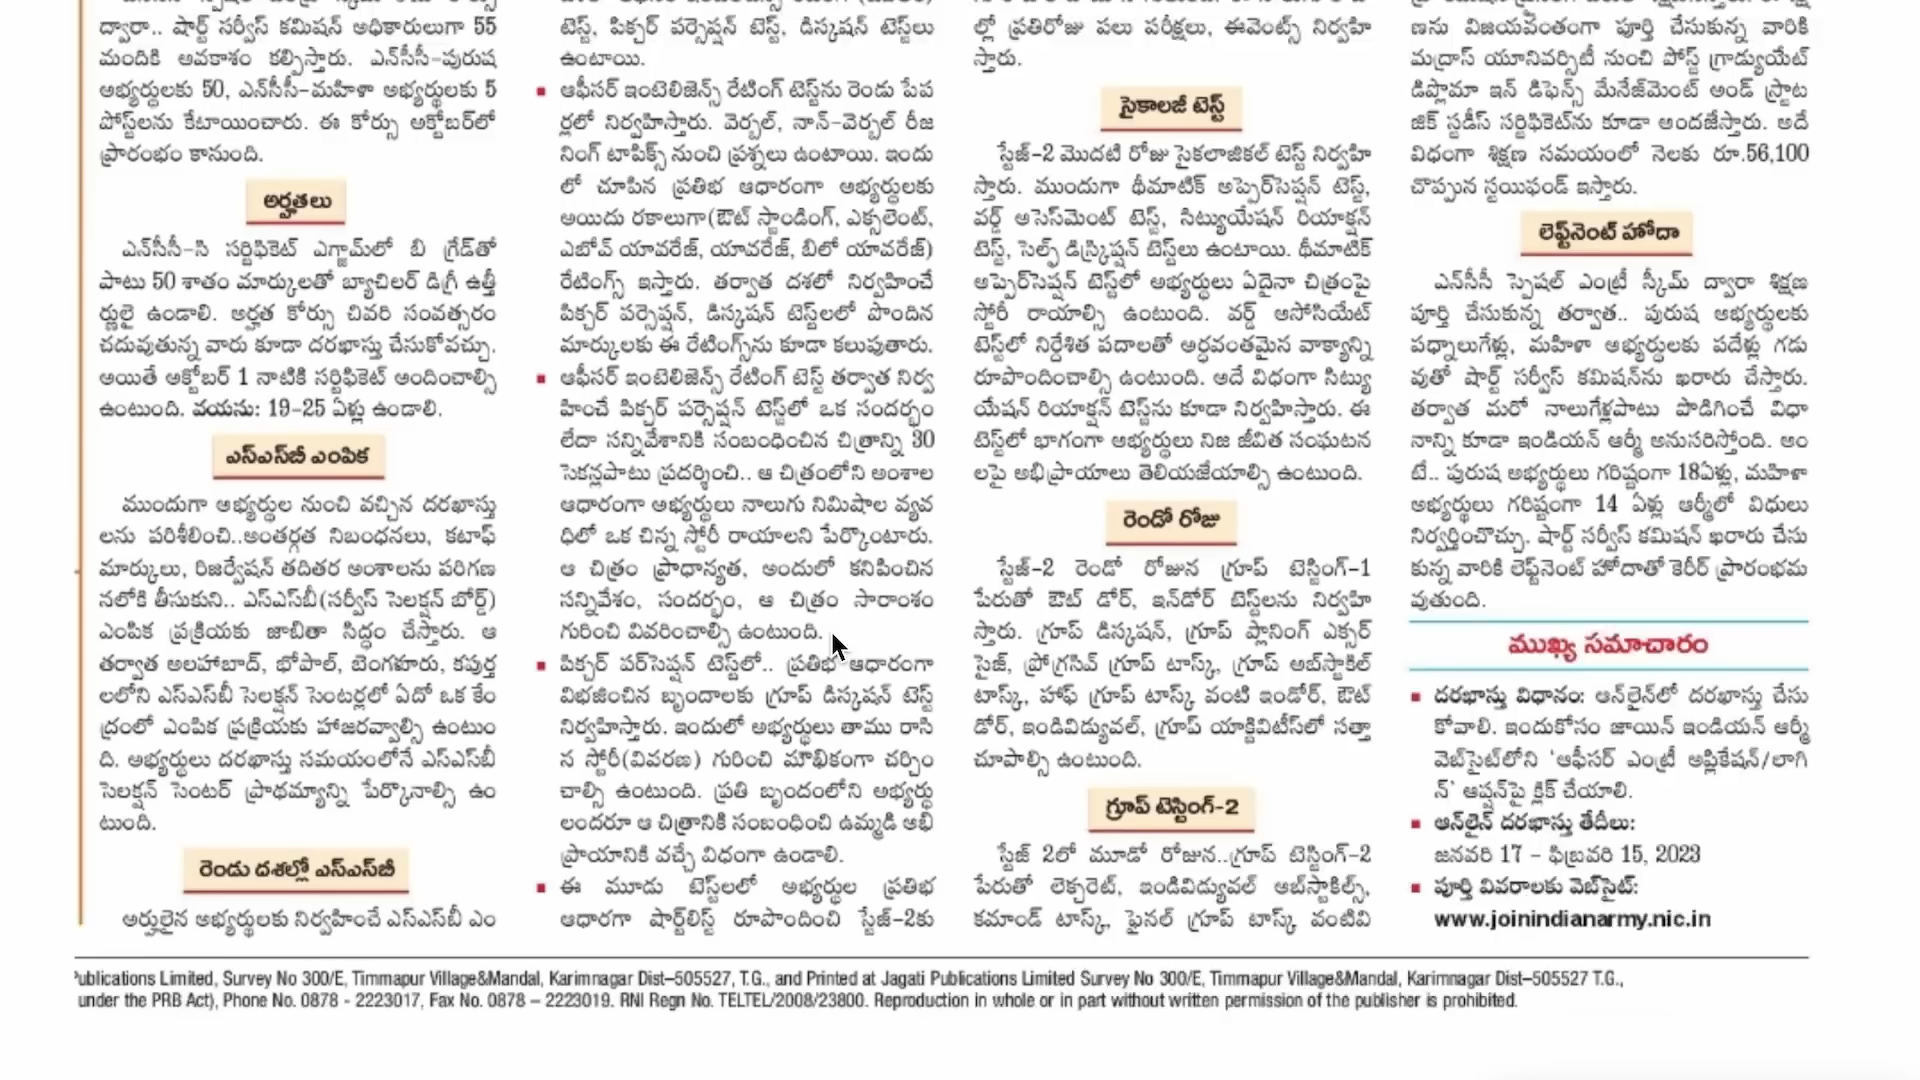 ద్వారా.. షార్ట్ సర్వీస్ కమిషన్ అధికారులుగా 55
మందికి అవకాశం కల్పిస్తారు. ఎన్‌సీసీ-పురుష
అభ్యర్థులకు 50, ఎన్‌సీసీ-మహిళా అభ్యర్థులకు 5
పోస్ట్‌లను కేటాయించారు. ఈ కోర్సు అక్టోబర్‌లో
ప్రారంభం కానుంది.
అర్హతలు
ఎన్‌సీసీ-సి సర్టిఫికెట్ ఎగ్జామ్‌లో బి గ్రేడ్‌తో
పాటు 50 శాతం మార్కులతో బ్యాచిలర్ డిగ్రీ ఉత్తీ
ర్ణులై ఉండాలి. అర్హత కోర్సు చివరి సంవత్సరం
చదువుతున్న వారు కూడా దరఖాస్తు చేసుకోవచ్చు.
అయితే అక్టోబర్ 1 నాటికి సర్టిఫికెట్ అందించాల్సి
ఉంటుంది. వయసు: 19-25 ఏళ్లు ఉండాలి.
ఎస్ఎస్‌బీ ఎంపిక
ముందుగా అభ్యర్థుల నుంచి వచ్చిన దరఖాస్తు
లను పరిశీలించి..అంతర్గత నిబంధనలు, కటాఫ్
మార్కులు, రిజర్వేషన్ తదితర అంశాలను పరిగణ
నలోకి తీసుకుని.. ఎస్ఎస్‌బీ(సర్వీస్ సెలక్షన్ బోర్డ్)
ఎంపిక ప్రక్రియకు జాబితా సిద్ధం చేస్తారు. ఆ
తర్వాత అలహాబాద్, భోపాల్, బెంగళూరు, కపుర్త
లలోని ఎస్ఎస్‌బీ సెలక్షన్ సెంటర్లలో ఏదో ఒక కేం
ద్రంలో ఎంపిక ప్రక్రియకు హాజరవ్వాల్సి ఉంటుం
ది. అభ్యర్థులు దరఖాస్తు సమయంలోనే ఎస్ఎస్‌బీ
సెలక్షన్ సెంటర్ ప్రాథమ్యాన్ని పేర్కొనాల్సి ఉం
టుంది.
రెండు దశల్లో ఎస్ఎస్‌బీ
అర్హులైన అభ్యర్థులకు నిర్వహించే ఎస్ఎస్‌బీ ఎం
టెస్ట్, పిక్చర్ పర్సెప్షన్ టెస్ట్, డిస్కషన్ టెస్ట్‌లు
ఉంటాయి.
▪ ఆఫీసర్ ఇంటెలిజెన్స్ రేటింగ్ టెస్ట్‌ను రెండు పేప
ర్లలో నిర్వహిస్తారు. వెర్బల్, నాన్-వెర్బల్ రీజ
నింగ్ టాపిక్స్ నుంచి ప్రశ్నలు ఉంటాయి. ఇందు
లో చూపిన ప్రతిభ ఆధారంగా అభ్యర్థులకు
అయిదు రకాలుగా(ఔట్ స్టాండింగ్, ఎక్సలెంట్,
ఎబోవ్ యావరేజ్, యావరేజ్, బిలో యావరేజ్)
రేటింగ్స్ ఇస్తారు. తర్వాత దశలో నిర్వహించే
పిక్చర్ పర్సెప్షన్, డిస్కషన్ టెస్ట్‌లలో పొందిన
మార్కులకు ఈ రేటింగ్స్‌ను కూడా కలుపుతారు.
▪ ఆఫీసర్ ఇంటెలిజెన్స్ రేటింగ్ టెస్ట్ తర్వాత నిర్వ
హించే పిక్చర్ పర్సెప్షన్ టెస్ట్‌లో ఒక సందర్భం
లేదా సన్నివేశానికి సంబంధించిన చిత్రాన్ని 30
సెకన్లపాటు ప్రదర్శించి.. ఆ చిత్రంలోని అంశాల
ఆధారంగా అభ్యర్థులు నాలుగు నిమిషాల వ్యవ
ధిలో ఒక చిన్న స్టోరీ రాయాలని పేర్కొంటారు.
ఆ చిత్రం ప్రాధాన్యత, అందులో కనిపించిన
సన్నివేశం, సందర్భం, ఆ చిత్రం సారాంశం
గురించి వివరించాల్సి ఉంటుంది.
▪ పిక్చర్ పర్‌సెప్షన్ టెస్ట్‌లో.. ప్రతిభ ఆధారంగా
విభజించిన బృందాలకు గ్రూప్ డిస్కషన్ టెస్ట్
నిర్వహిస్తారు. ఇందులో అభ్యర్థులు తాము రాసి
న స్టోరీ(వివరణ) గురించి మౌఖికంగా చర్చిం
చాల్సి ఉంటుంది. ప్రతి బృందంలోని అభ్యర్థు
లందరూ ఆ చిత్రానికి సంబంధించి ఉమ్మడి అభి
ప్రాయానికి వచ్చే విధంగా ఉండాలి.
▪ ఈ మూడు టెస్ట్‌లలో అభ్యర్థుల ప్రతిభ
ఆధారగా షార్ట్‌లిస్ట్ రూపొందించి స్టేజ్-2కు
ల్లో ప్రతిరోజు పలు పరీక్షలు, ఈవెంట్స్ నిర్వహి
స్తారు.
సైకాలజీ టెస్ట్
స్టేజ్-2 మొదటి రోజు సైకలాజికల్ టెస్ట్ నిర్వహి
స్తారు. ముందుగా థీమాటిక్ అప్పెర్‌సెప్షన్ టెస్ట్,
వర్డ్ అసెస్‌మెంట్ టెస్ట్, సిట్యుయేషన్ రియాక్షన్
టెస్ట్, సెల్ఫ్ డిస్క్రిప్షన్ టెస్ట్‌లు ఉంటాయి. థీమాటిక్
అప్పెర్‌సెప్షన్ టెస్ట్‌లో అభ్యర్థులు ఏదైనా చిత్రంపై
స్టోరీ రాయాల్సి ఉంటుంది. వర్డ్ ఆసోసియేట్
టెస్ట్‌లో నిర్దేశిత పదాలతో అర్థవంతమైన వాక్యాన్ని
రూపొందించాల్సి ఉంటుంది. అదే విధంగా సిట్యు
యేషన్ రియాక్షన్ టెస్ట్‌ను కూడా నిర్వహిస్తారు. ఈ
టెస్ట్‌లో భాగంగా అభ్యర్థులు నిజ జీవిత సంఘటన
లపై అభిప్రాయాలు తెలియజేయాల్సి ఉంటుంది.
రెండో రోజు
స్టేజ్-2 రెండో రోజున గ్రూప్ టెస్టింగ్-1
పేరుతో ఔట్ డోర్, ఇన్‌డోర్ టెస్ట్‌లను నిర్వహి
స్తారు. గ్రూప్ డిస్కషన్, గ్రూప్ ప్లానింగ్ ఎక్సర్
సైజ్, ప్రోగ్రసివ్ గ్రూప్ టాస్క్, గ్రూప్ అబ్‌స్టాకిల్
టాస్క్, హాఫ్ గ్రూప్ టాస్క్ వంటి ఇండోర్, ఔట్
డోర్, ఇండివిడ్యువల్, గ్రూప్ యాక్టివిటీస్‌లో సత్తా
చూపాల్సి ఉంటుంది.
గ్రూప్ టెస్టింగ్-2
స్టేజ్ 2లో మూడో రోజున..గ్రూప్ టెస్టింగ్-2
పేరుతో లెక్చరెట్, ఇండివిడ్యువల్ ఆబ్‌స్టాకిల్స్,
కమాండ్ టాస్క్, ఫైనల్ గ్రూప్ టాస్క్ వంటివి
ణను విజయవంతంగా పూర్తి చేసుకున్న వారికి
మద్రాస్ యూనివర్సిటీ నుంచి పోస్ట్ గ్రాడ్యుయేట్
డిప్లొమా ఇన్ డిఫెన్స్ మేనేజ్‌మెంట్ అండ్ స్ట్రాట
జిక్ స్టడీస్ సర్టిఫికెట్‌ను కూడా అందజేస్తారు. అదే
విధంగా శిక్షణ సమయంలో నెలకు రూ.56,100
చొప్పున స్టయిఫండ్ ఇస్తారు.
లెఫ్ట్‌నెంట్ హోదా
ఎన్‌సీసీ స్పెషల్ ఎంట్రీ స్కీమ్ ద్వారా శిక్షణ
పూర్తి చేసుకున్న తర్వాత.. పురుష అభ్యర్థులకు
పధ్నాలుగేళ్లు, మహిళా అభ్యర్థులకు పదేళ్లు గడు
వుతో షార్ట్ సర్వీస్ కమిషన్‌ను ఖరారు చేస్తారు.
తర్వాత మరో నాలుగేళ్లపాటు పొడిగించే విధా
నాన్ని కూడా ఇండియన్ ఆర్మీ అనుసరిస్తోంది. అం
టే.. పురుష అభ్యర్థులు గరిష్టంగా 18ఏళ్లు, మహిళా
అభ్యర్థులు గరిష్టంగా 14 ఏళ్లు ఆర్మీలో విధులు
నిర్వర్తించొచ్చు. షార్ట్ సర్వీస్ కమిషన్ ఖరారు చేసు
కున్న వారికి లెఫ్ట్‌నెంట్ హోదాతో కెరీర్ ప్రారంభమ
వుతుంది.
ముఖ్య సమాచారం
▪ దరఖాస్తు విధానం: ఆన్‌లైన్‌లో దరఖాస్తు చేసు
కోవాలి. ఇందుకోసం జాయిన్ ఇండియన్ ఆర్మీ
వెబ్‌సైట్‌లోని 'ఆఫీసర్ ఎంట్రీ అప్లికేషన్/లాగి
న్' ఆప్షన్‌పై క్లిక్ చేయాలి.
▪ ఆన్‌లైన్ దరఖాస్తు తేదీలు:
జనవరి 17 - ఫిబ్రవరి 15, 2023
▪ పూర్తి వివరాలకు వెబ్‌సైట్:
www.joinindianarmy.nic.in
Publications Limited, Survey No 300/E, Timmapur Village&Mandal, Karimnagar Dist–505527, T.G., and Printed at Jagati Publications Limited Survey No 300/E, Timmapur Village&Mandal, Karimnagar Dist–505527 T.G.,
under the PRB Act), Phone No. 0878 - 2223017, Fax No. 0878 – 2223019. RNI Regn No. TELTEL/2008/23800. Reproduction in whole or in part without written permission of the publisher is prohibited.